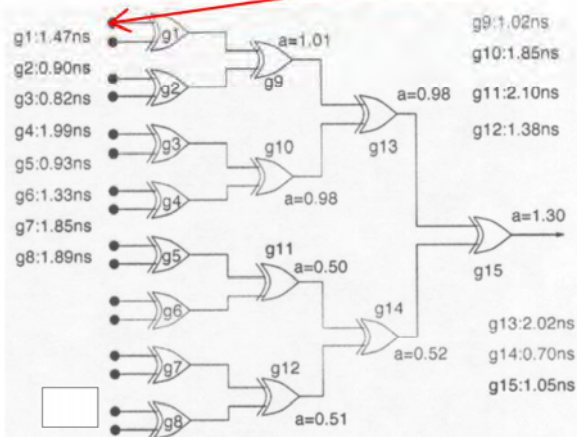 g1:1.47ns
g2:0.90ns
g3:0.82ns
g4:1.99ns
g5:0.93ns
g6:1.33ns
g7:1.85ns
g8:1.89ns
g1
g2
g3
g4
g5
g6
g7
g8
a=1.01
g9
g10
a=0.98
g11
a=0.50
g12
a=0.51
a=0.98
g13
g14
a=0.52
a=1.30
g15
g9:1.02ns
g10:1.85ns
g11:2.10ns
g12:1.38ns
g13:2.02ns
g14:0.70ns
g15:1.05ns